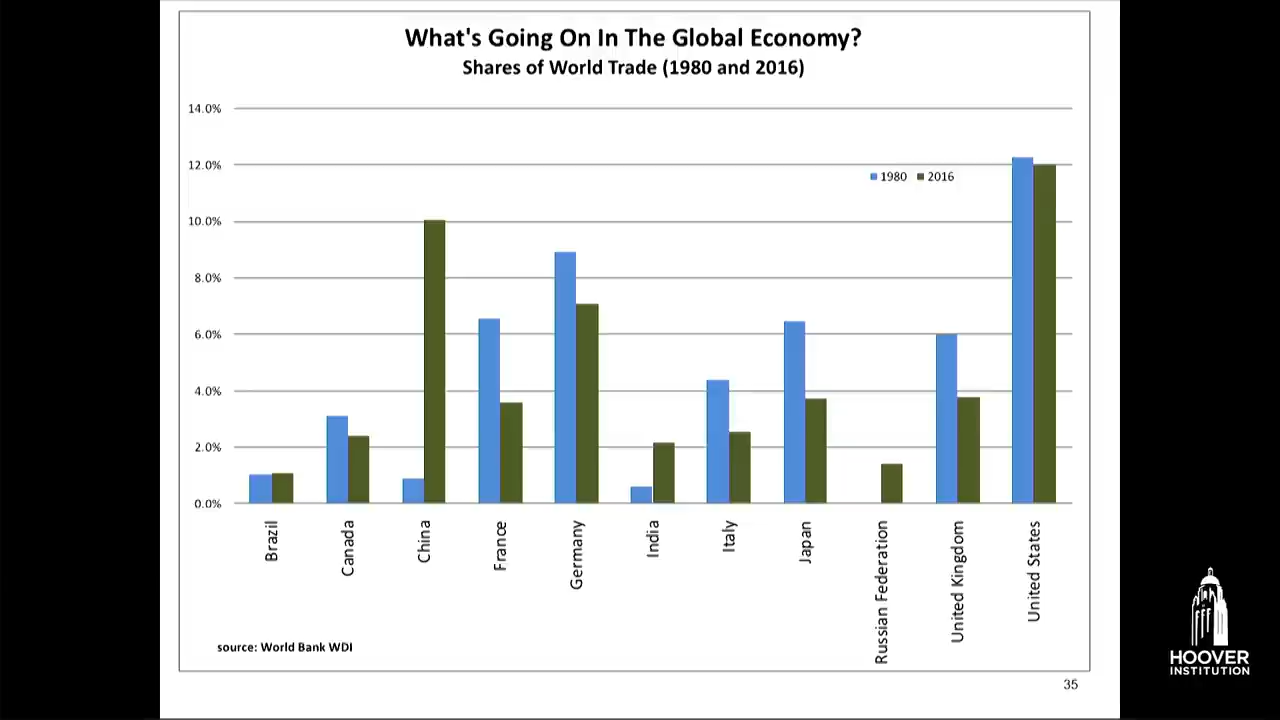 What's Going On In The Global Economy?
Shares of World Trade (1980 and 2016)
14.0%
12.0%
10.0%
8.0%
6.0%
4.0%
2.0%
0.0%
1980 2016
Brazil
Canada
China
France
Germany
India
Italy
Japan
Russian Federation
United Kingdom
United States
source: World Bank WDI
35
HOOVER
INSTITUTION